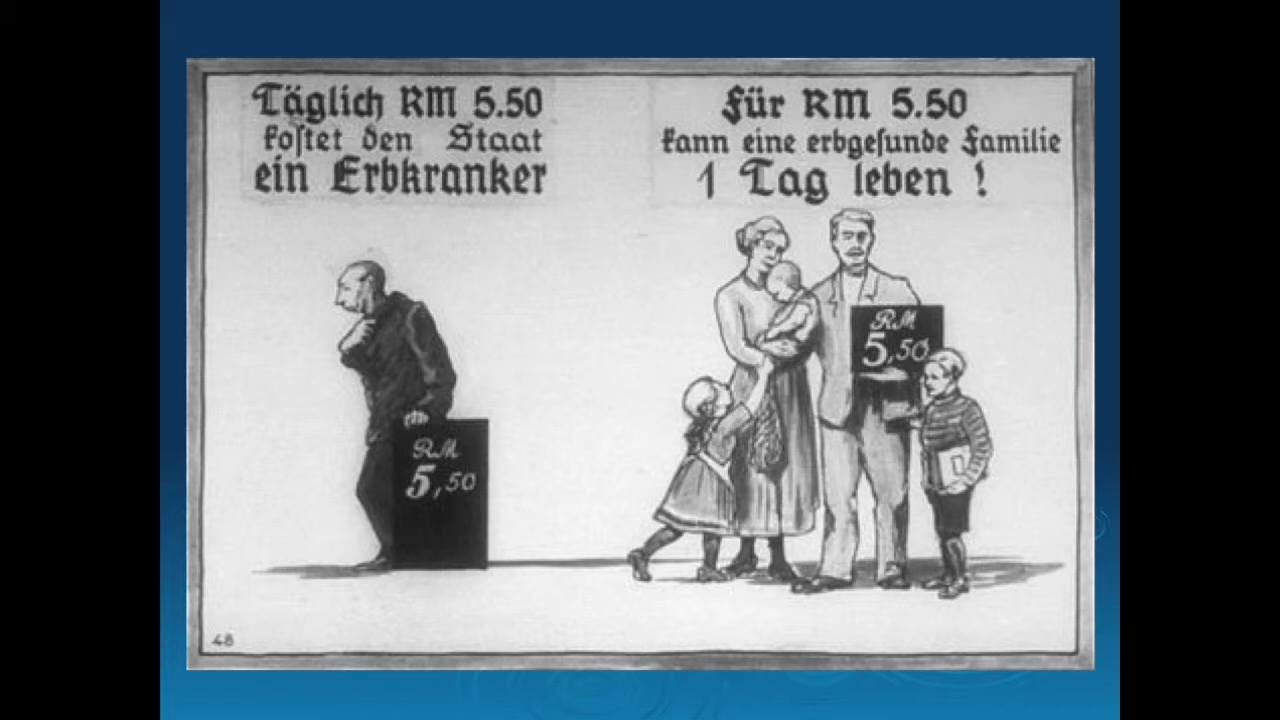 Täglich RM 5.50
kostet den Staat
ein Erbkranker
Für RM 5.50
kann eine erbgesunde Familie
1 Tag leben !
RM
5,50
RM
5,50
48